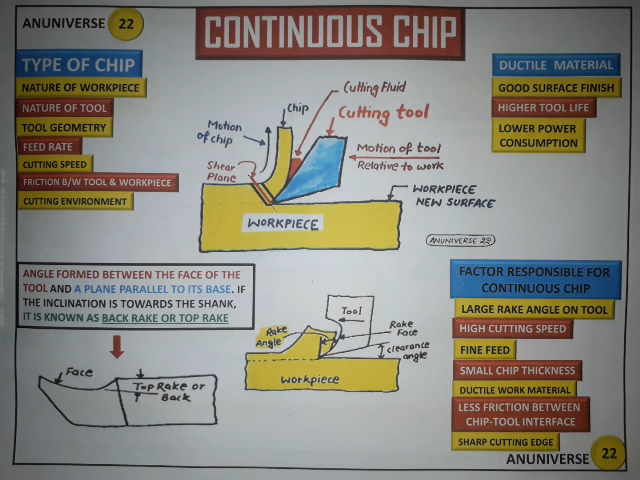 ANUNIVERSE 22
CONTINUOUS CHIP
TYPE OF CHIP
NATURE OF WORKPIECE
NATURE OF TOOL
TOOL GEOMETRY
FEED RATE
CUTTING SPEED
FRICTION B/W TOOL & WORKPIECE
CUTTING ENVIRONMENT
Cutting Fluid
Chip
Cutting tool
Motion
of chip
Motion of tool
Relative to work
Shear
Plane
WORKPIECE
NEW SURFACE
WORKPIECE
ANUNIVERSE 22
DUCTILE MATERIAL
GOOD SURFACE FINISH
HIGHER TOOL LIFE
LOWER POWER
CONSUMPTION
ANGLE FORMED BETWEEN THE FACE OF THE
TOOL AND A PLANE PARALLEL TO ITS BASE. IF
THE INCLINATION IS TOWARDS THE SHANK,
IT IS KNOWN AS BACK RAKE OR TOP RAKE
Face
Top Rake or
Back
Tool
Rake
Angle
Rake
Face
clearance
angle
workpiece
FACTOR RESPONSIBLE FOR
CONTINUOUS CHIP
LARGE RAKE ANGLE ON TOOL
HIGH CUTTING SPEED
FINE FEED
SMALL CHIP THICKNESS
DUCTILE WORK MATERIAL
LESS FRICTION BETWEEN
CHIP-TOOL INTERFACE
SHARP CUTTING EDGE
ANUNIVERSE 22